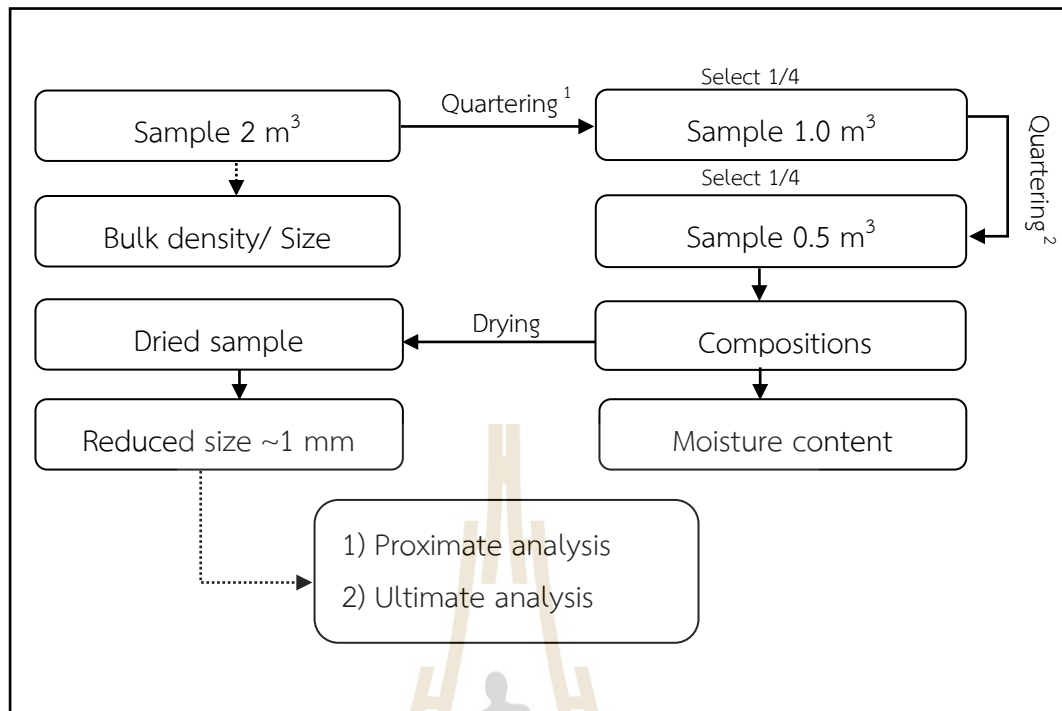 Sample 2 m³
Quartering ¹
Select 1/4
Sample 1.0 m³
Quartering ²
Bulk density/ Size
Select 1/4
Sample 0.5 m³
Dried sample
Drying
Compositions
Reduced size ~1 mm
Moisture content
1) Proximate analysis
2) Ultimate analysis